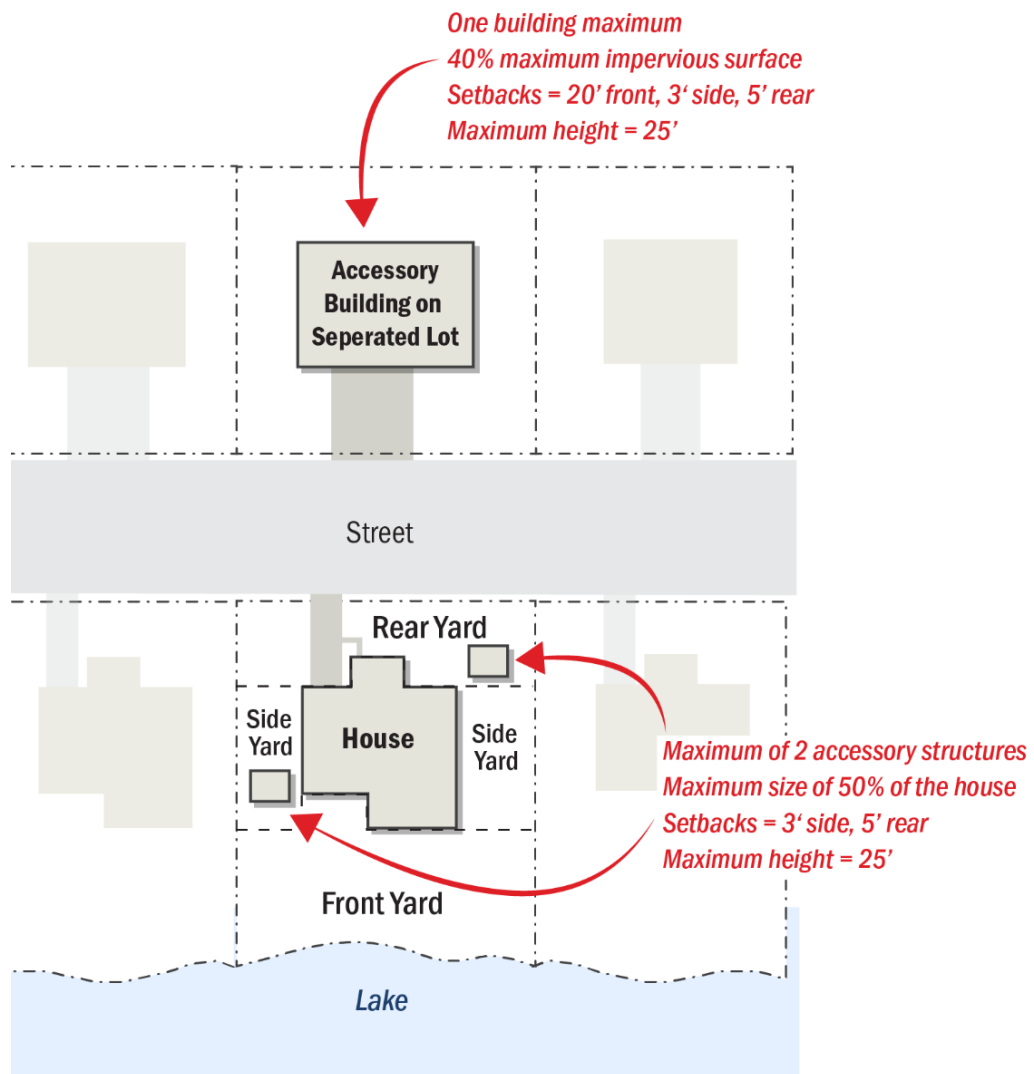 One building maximum
40% maximum impervious surface
Setbacks = 20’ front, 3‘ side, 5’ rear
Maximum height = 25’
Accessory
Building on
Seperated Lot
Street
Rear Yard
Side
Yard
House
Side
Yard
Maximum of 2 accessory structures
Maximum size of 50% of the house
Setbacks = 3‘ side, 5’ rear
Maximum height = 25’
Front Yard
Lake